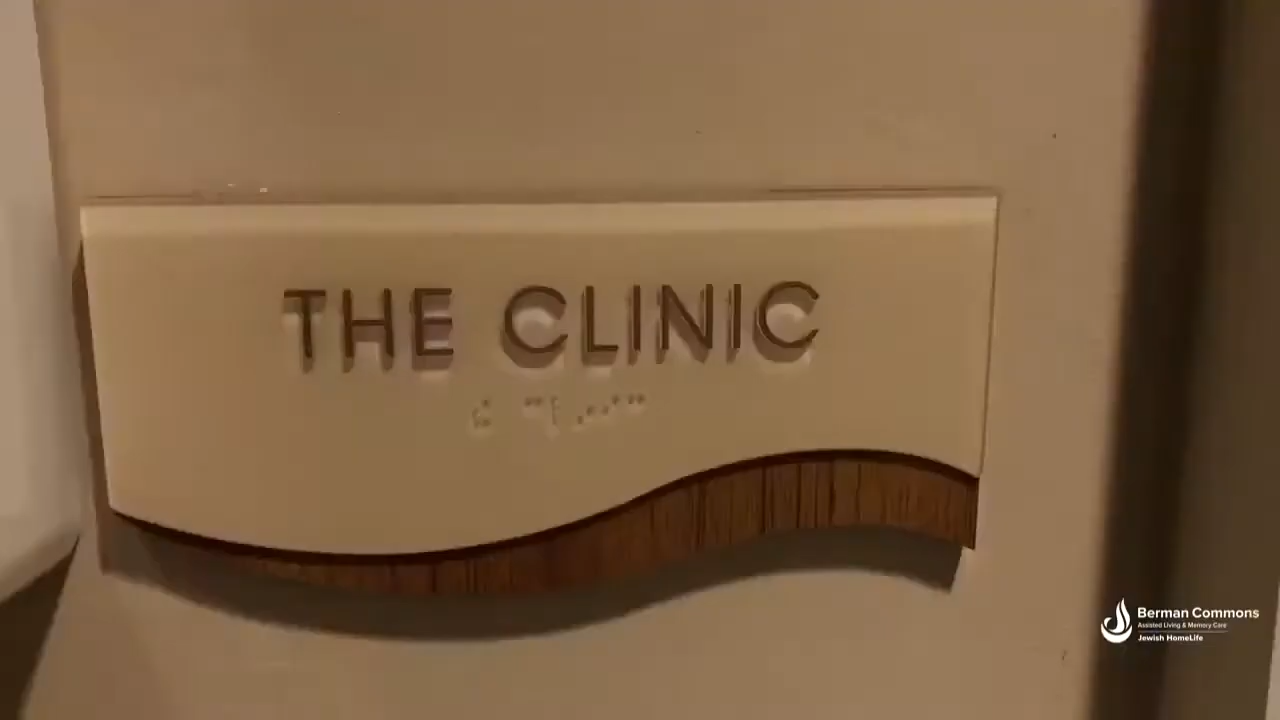 THE CLINIC
Berman Commons
Assisted Living & Memory Care
Jewish HomeLife